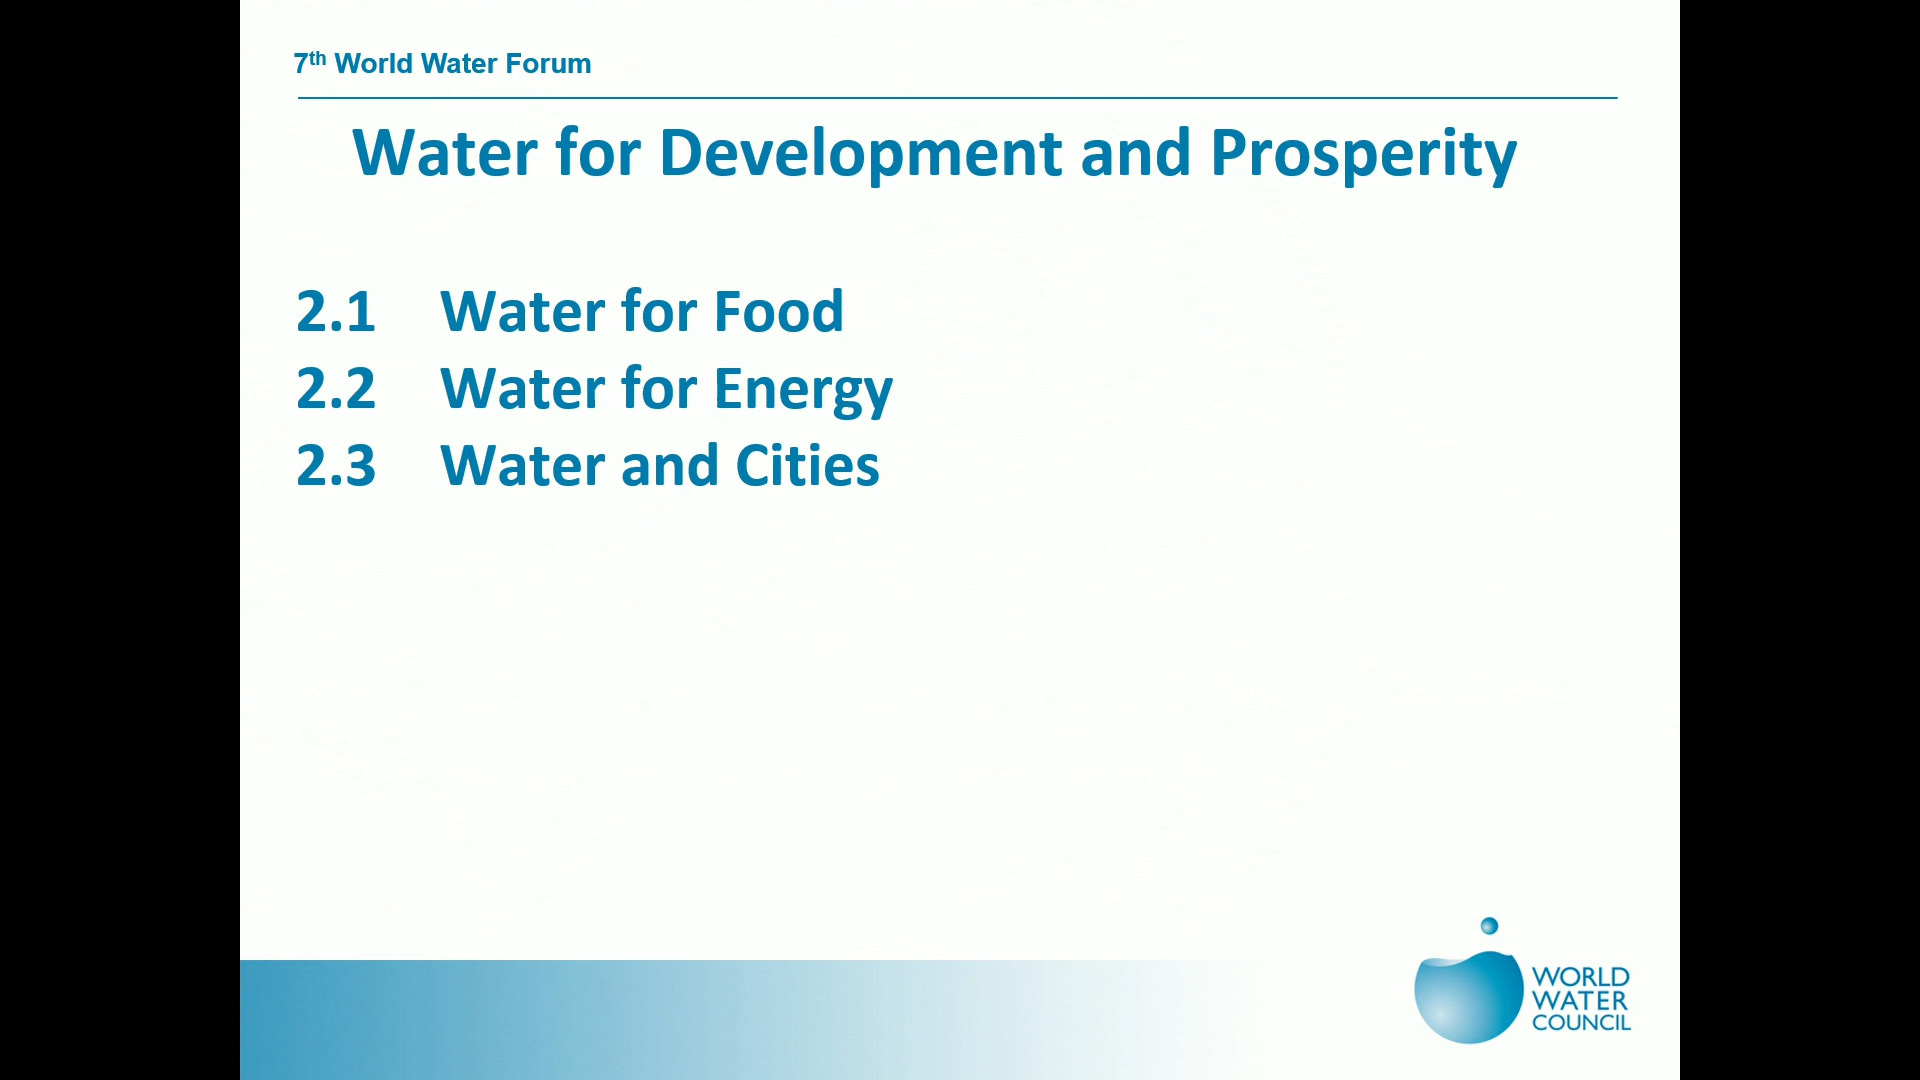 7th World Water Forum
Water for Development and Prosperity
2.1 Water for Food
2.2 Water for Energy
2.3 Water and Cities
WORLD
WATER
COUNCIL